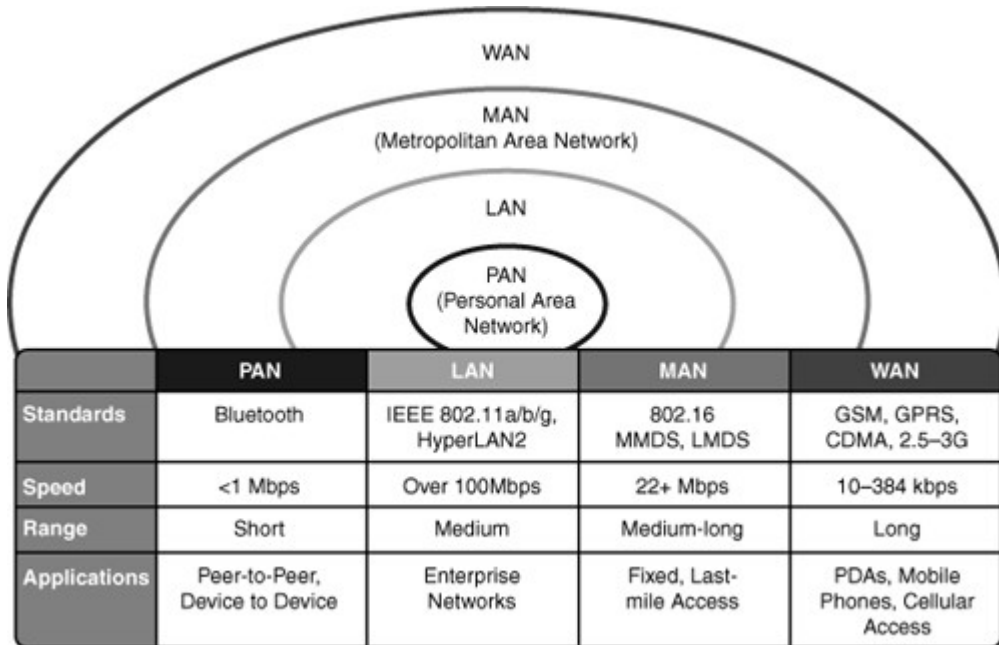 WAN
MAN
(Metropolitan Area Network)
LAN
PAN
(Personal Area
Network)
PAN LAN MAN WAN
Standards Bluetooth IEEE 802.11a/b/g, HyperLAN2 802.16 MMDS, LMDS GSM, GPRS, CDMA, 2.5–3G
Speed <1 Mbps Over 100Mbps 22+ Mbps 10–384 kbps
Range Short Medium Medium-long Long
Applications Peer-to-Peer, Device to Device Enterprise Networks Fixed, Last-mile Access PDAs, Mobile Phones, Cellular Access